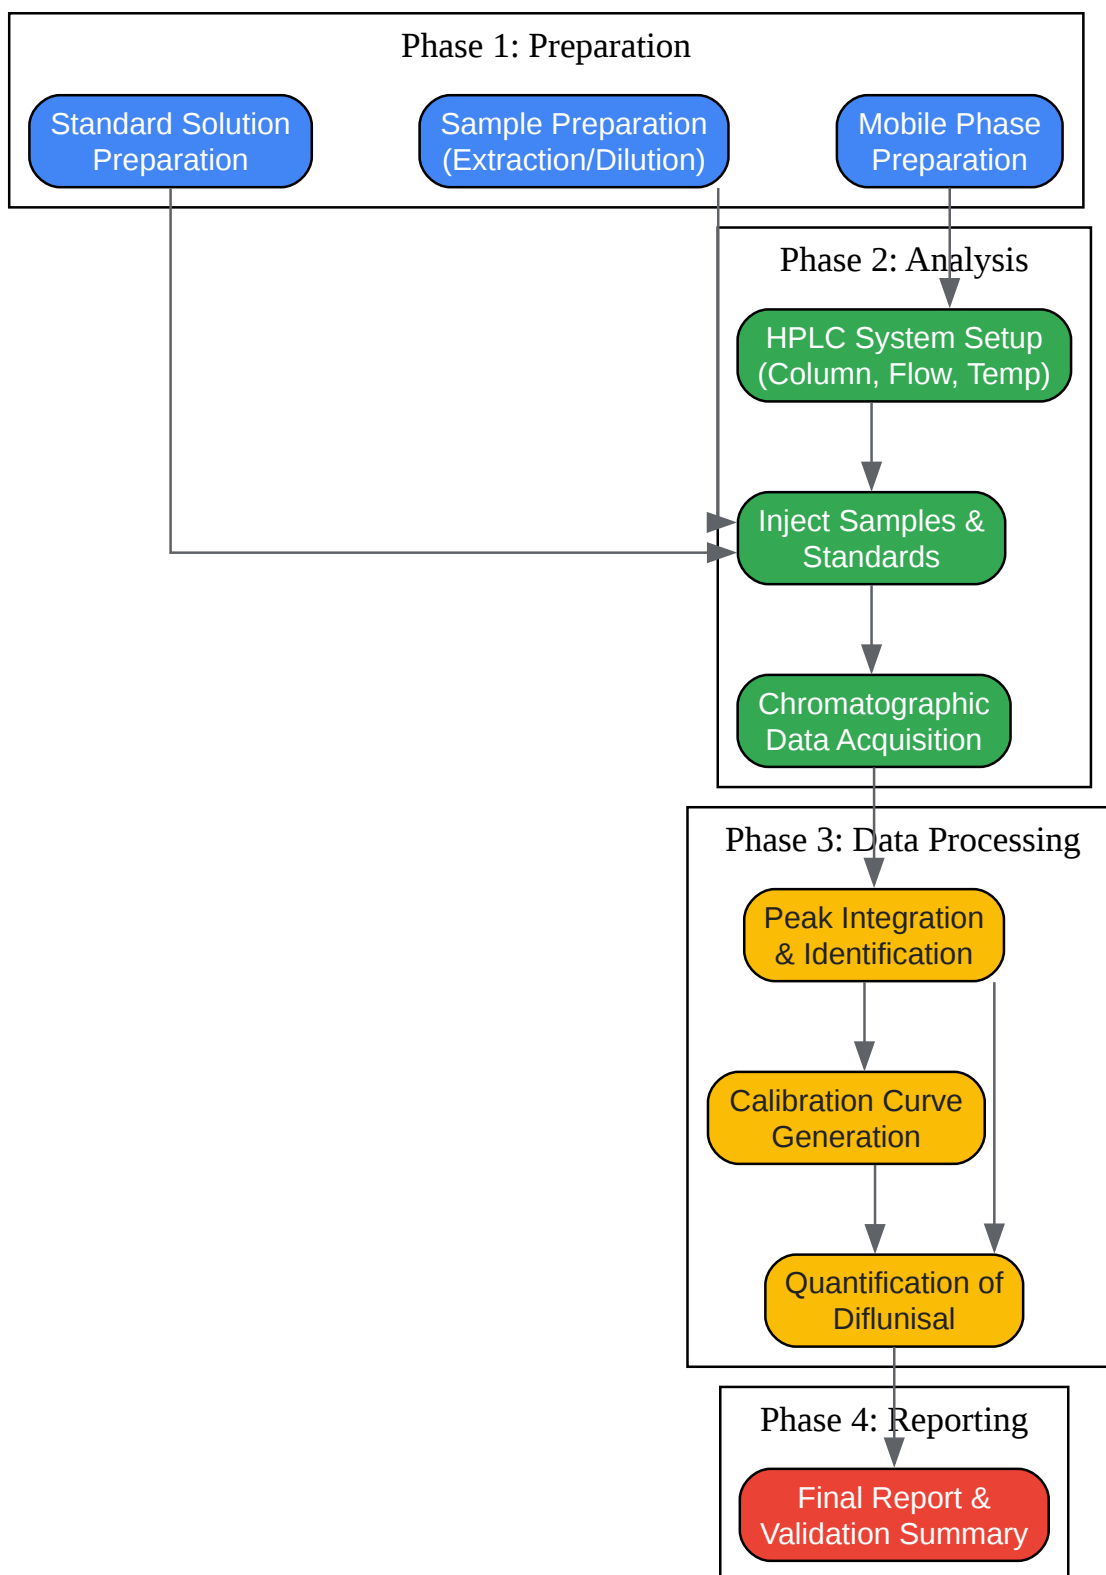 Phase 1: Preparation
Standard Solution
Preparation
Sample Preparation
(Extraction/Dilution)
Mobile Phase
Preparation
Phase 2: Analysis
HPLC System Setup
(Column, Flow, Temp)
Inject Samples &
Standards
Chromatographic
Data Acquisition
Phase 3: Data Processing
Peak Integration
& Identification
Calibration Curve
Generation
Quantification of
Diflunisal
Phase 4: Reporting
Final Report &
Validation Summary